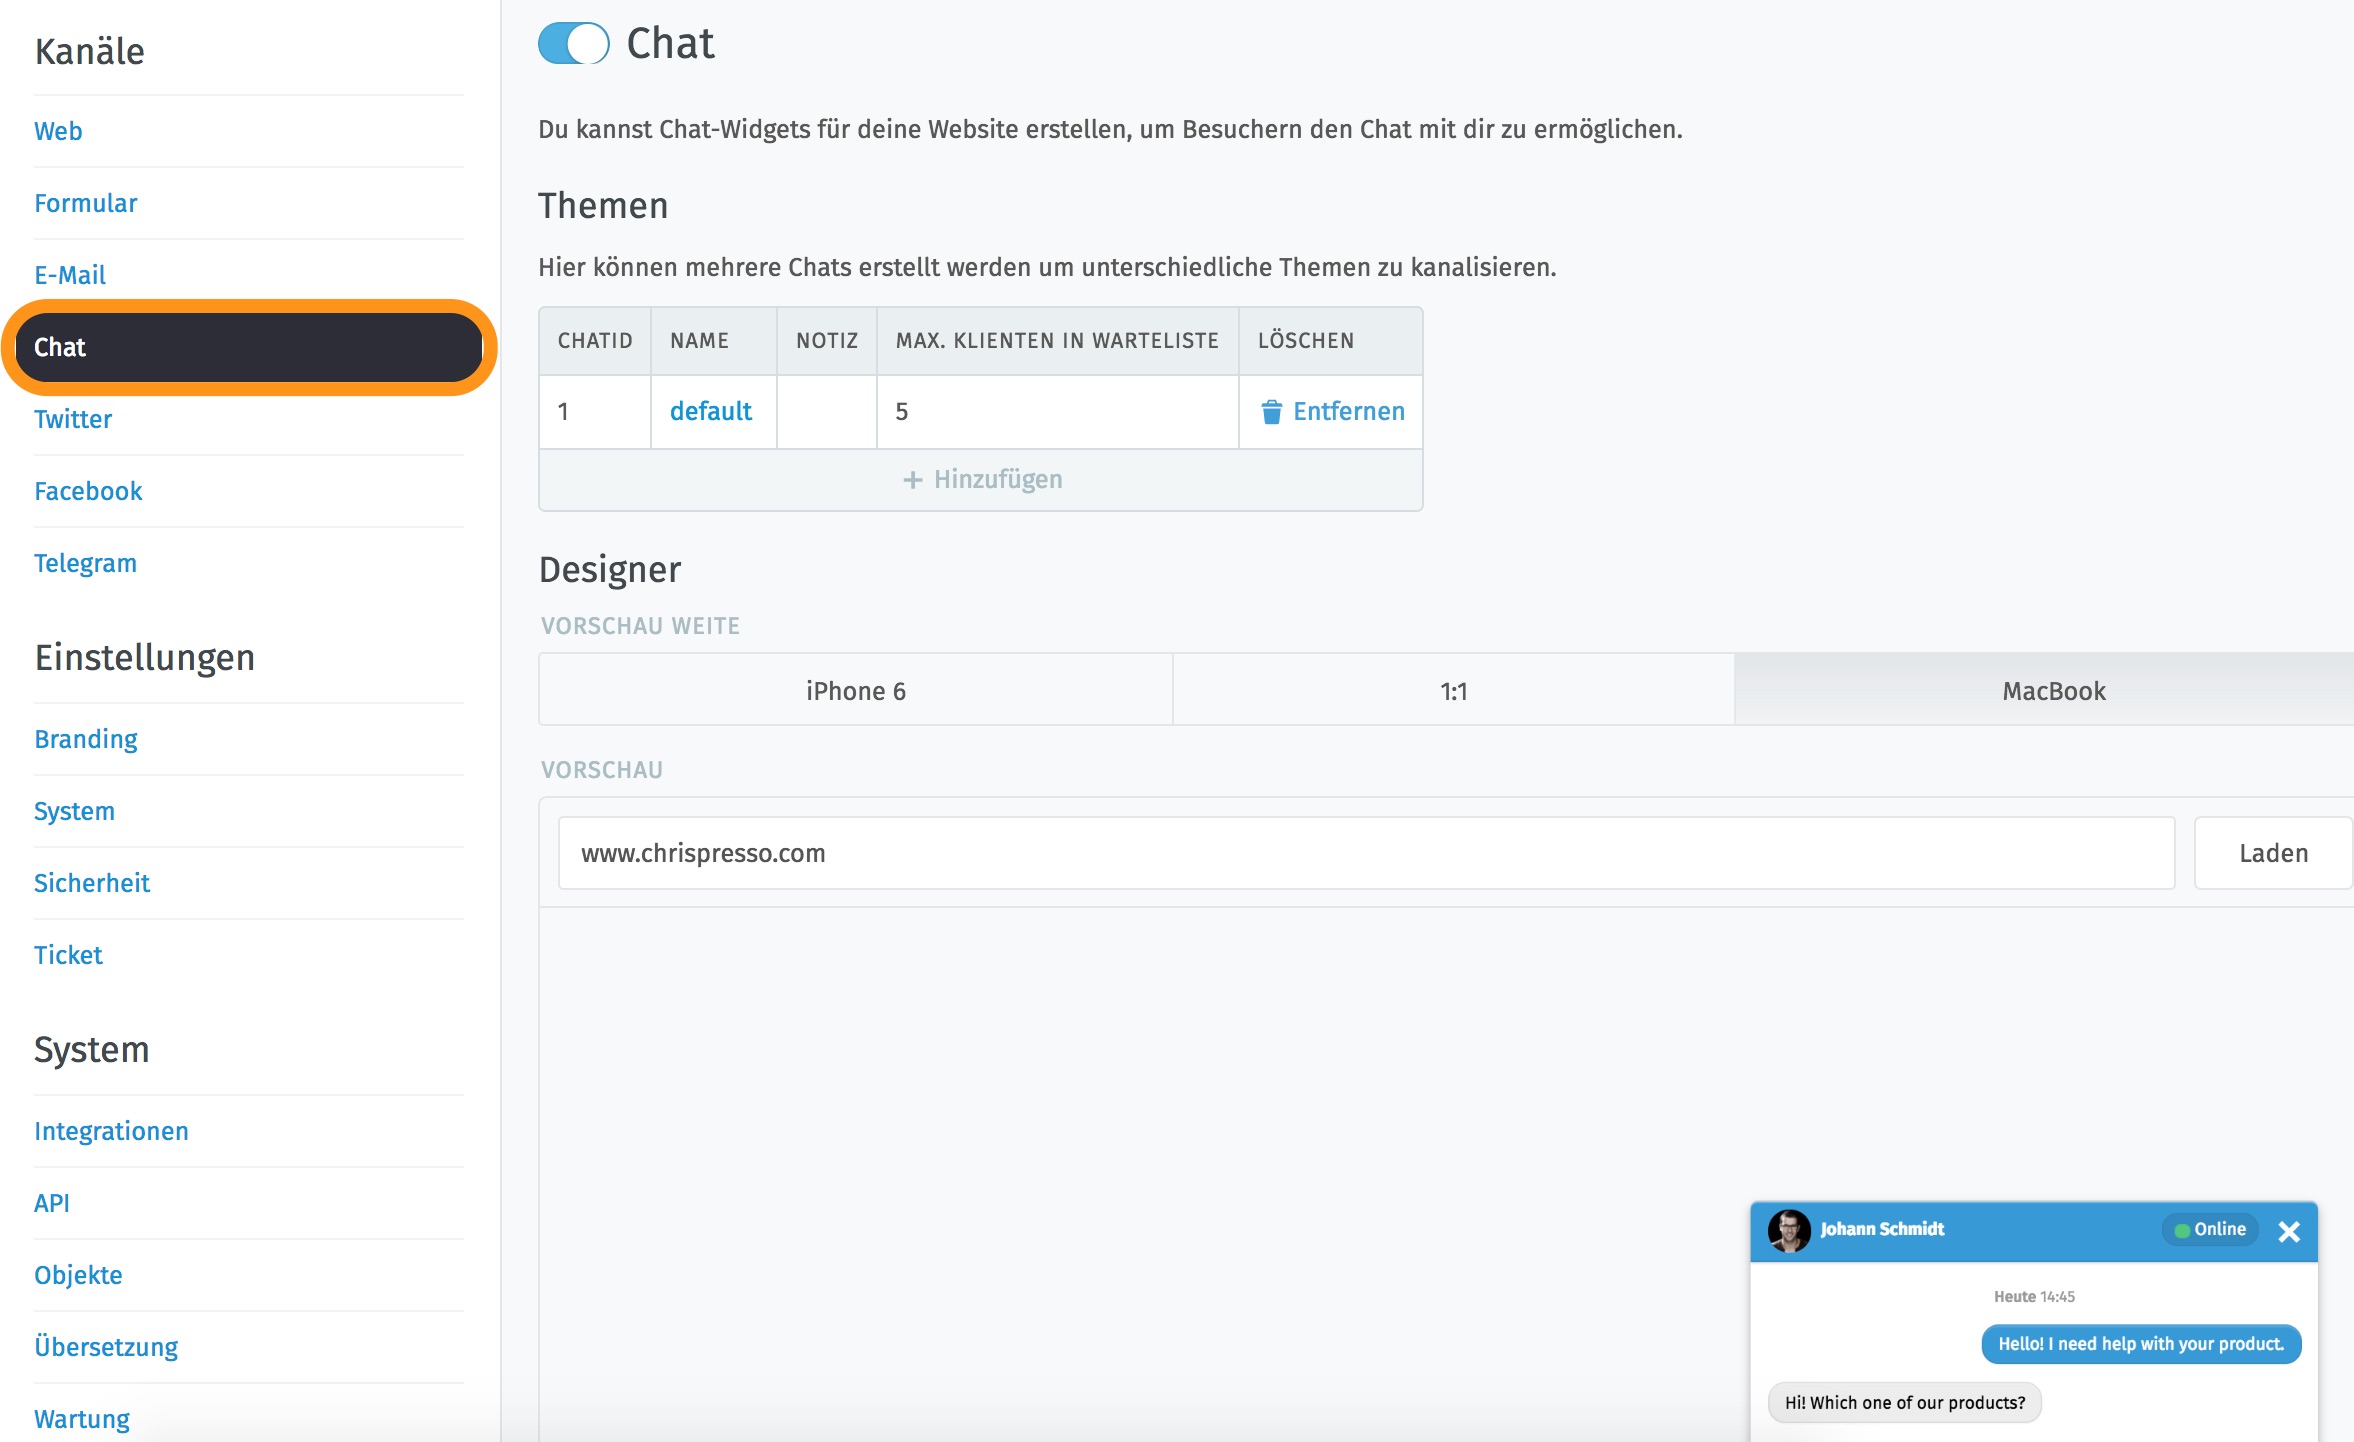 Kanäle
Web
Formular
E-Mail
Chat
Twitter
Facebook
Telegram
Einstellungen
Branding
System
Sicherheit
Ticket
System
Integrationen
API
Objekte
Übersetzung
Wartung
Chat
Du kannst Chat-Widgets für deine Website erstellen, um Besuchern den Chat mit dir zu ermöglichen.
Themen
Hier können mehrere Chats erstellt werden um unterschiedliche Themen zu kanalisieren.
CHATID NAME NOTIZ MAX. KLIENTEN IN WARTELISTE LÖSCHEN
1 default 5 Entfernen
+ Hinzufügen
Designer
VORSCHAU WEITE
iPhone 6 1:1 MacBook
VORSCHAU
www.chrispresso.com Laden
Johann Schmidt Online
Heute 14:45
Hello! I need help with your product.
Hi! Which one of our products?